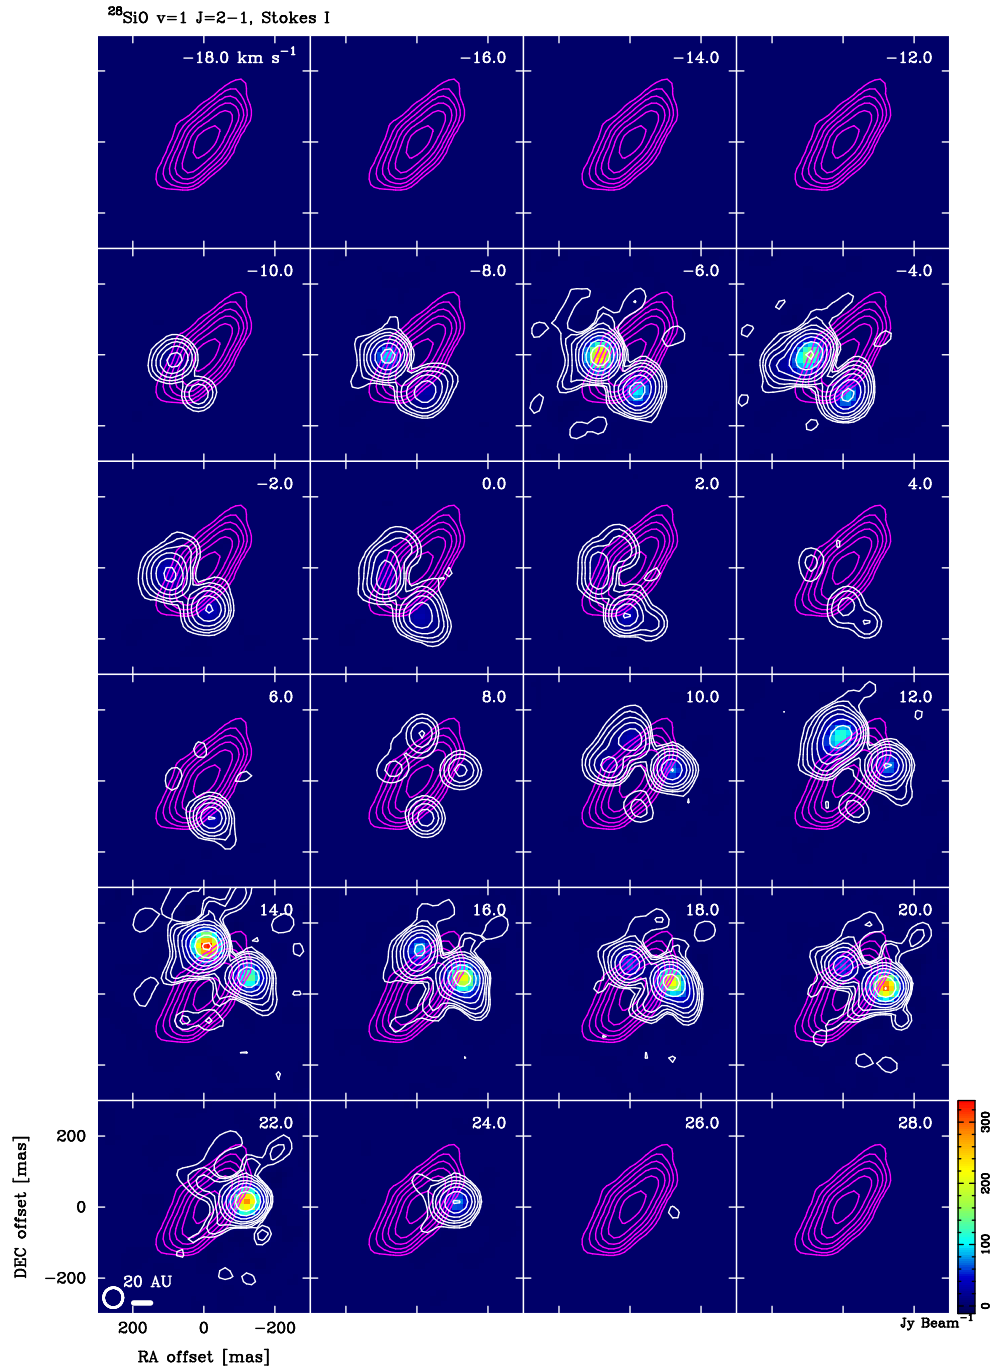 ²⁸SiO v=1 J=2−1, Stokes I
−18.0 km s⁻¹ −16.0 −14.0 −12.0
−10.0 −8.0 −6.0 −4.0
−2.0 0.0 2.0 4.0
6.0 8.0 10.0 12.0
14.0 16.0 18.0 20.0
22.0 24.0 26.0 28.0
DEC offset [mas]
200
0
−200
20 AU
200 0 −200
RA offset [mas]
300
200
100
0
Jy Beam⁻¹